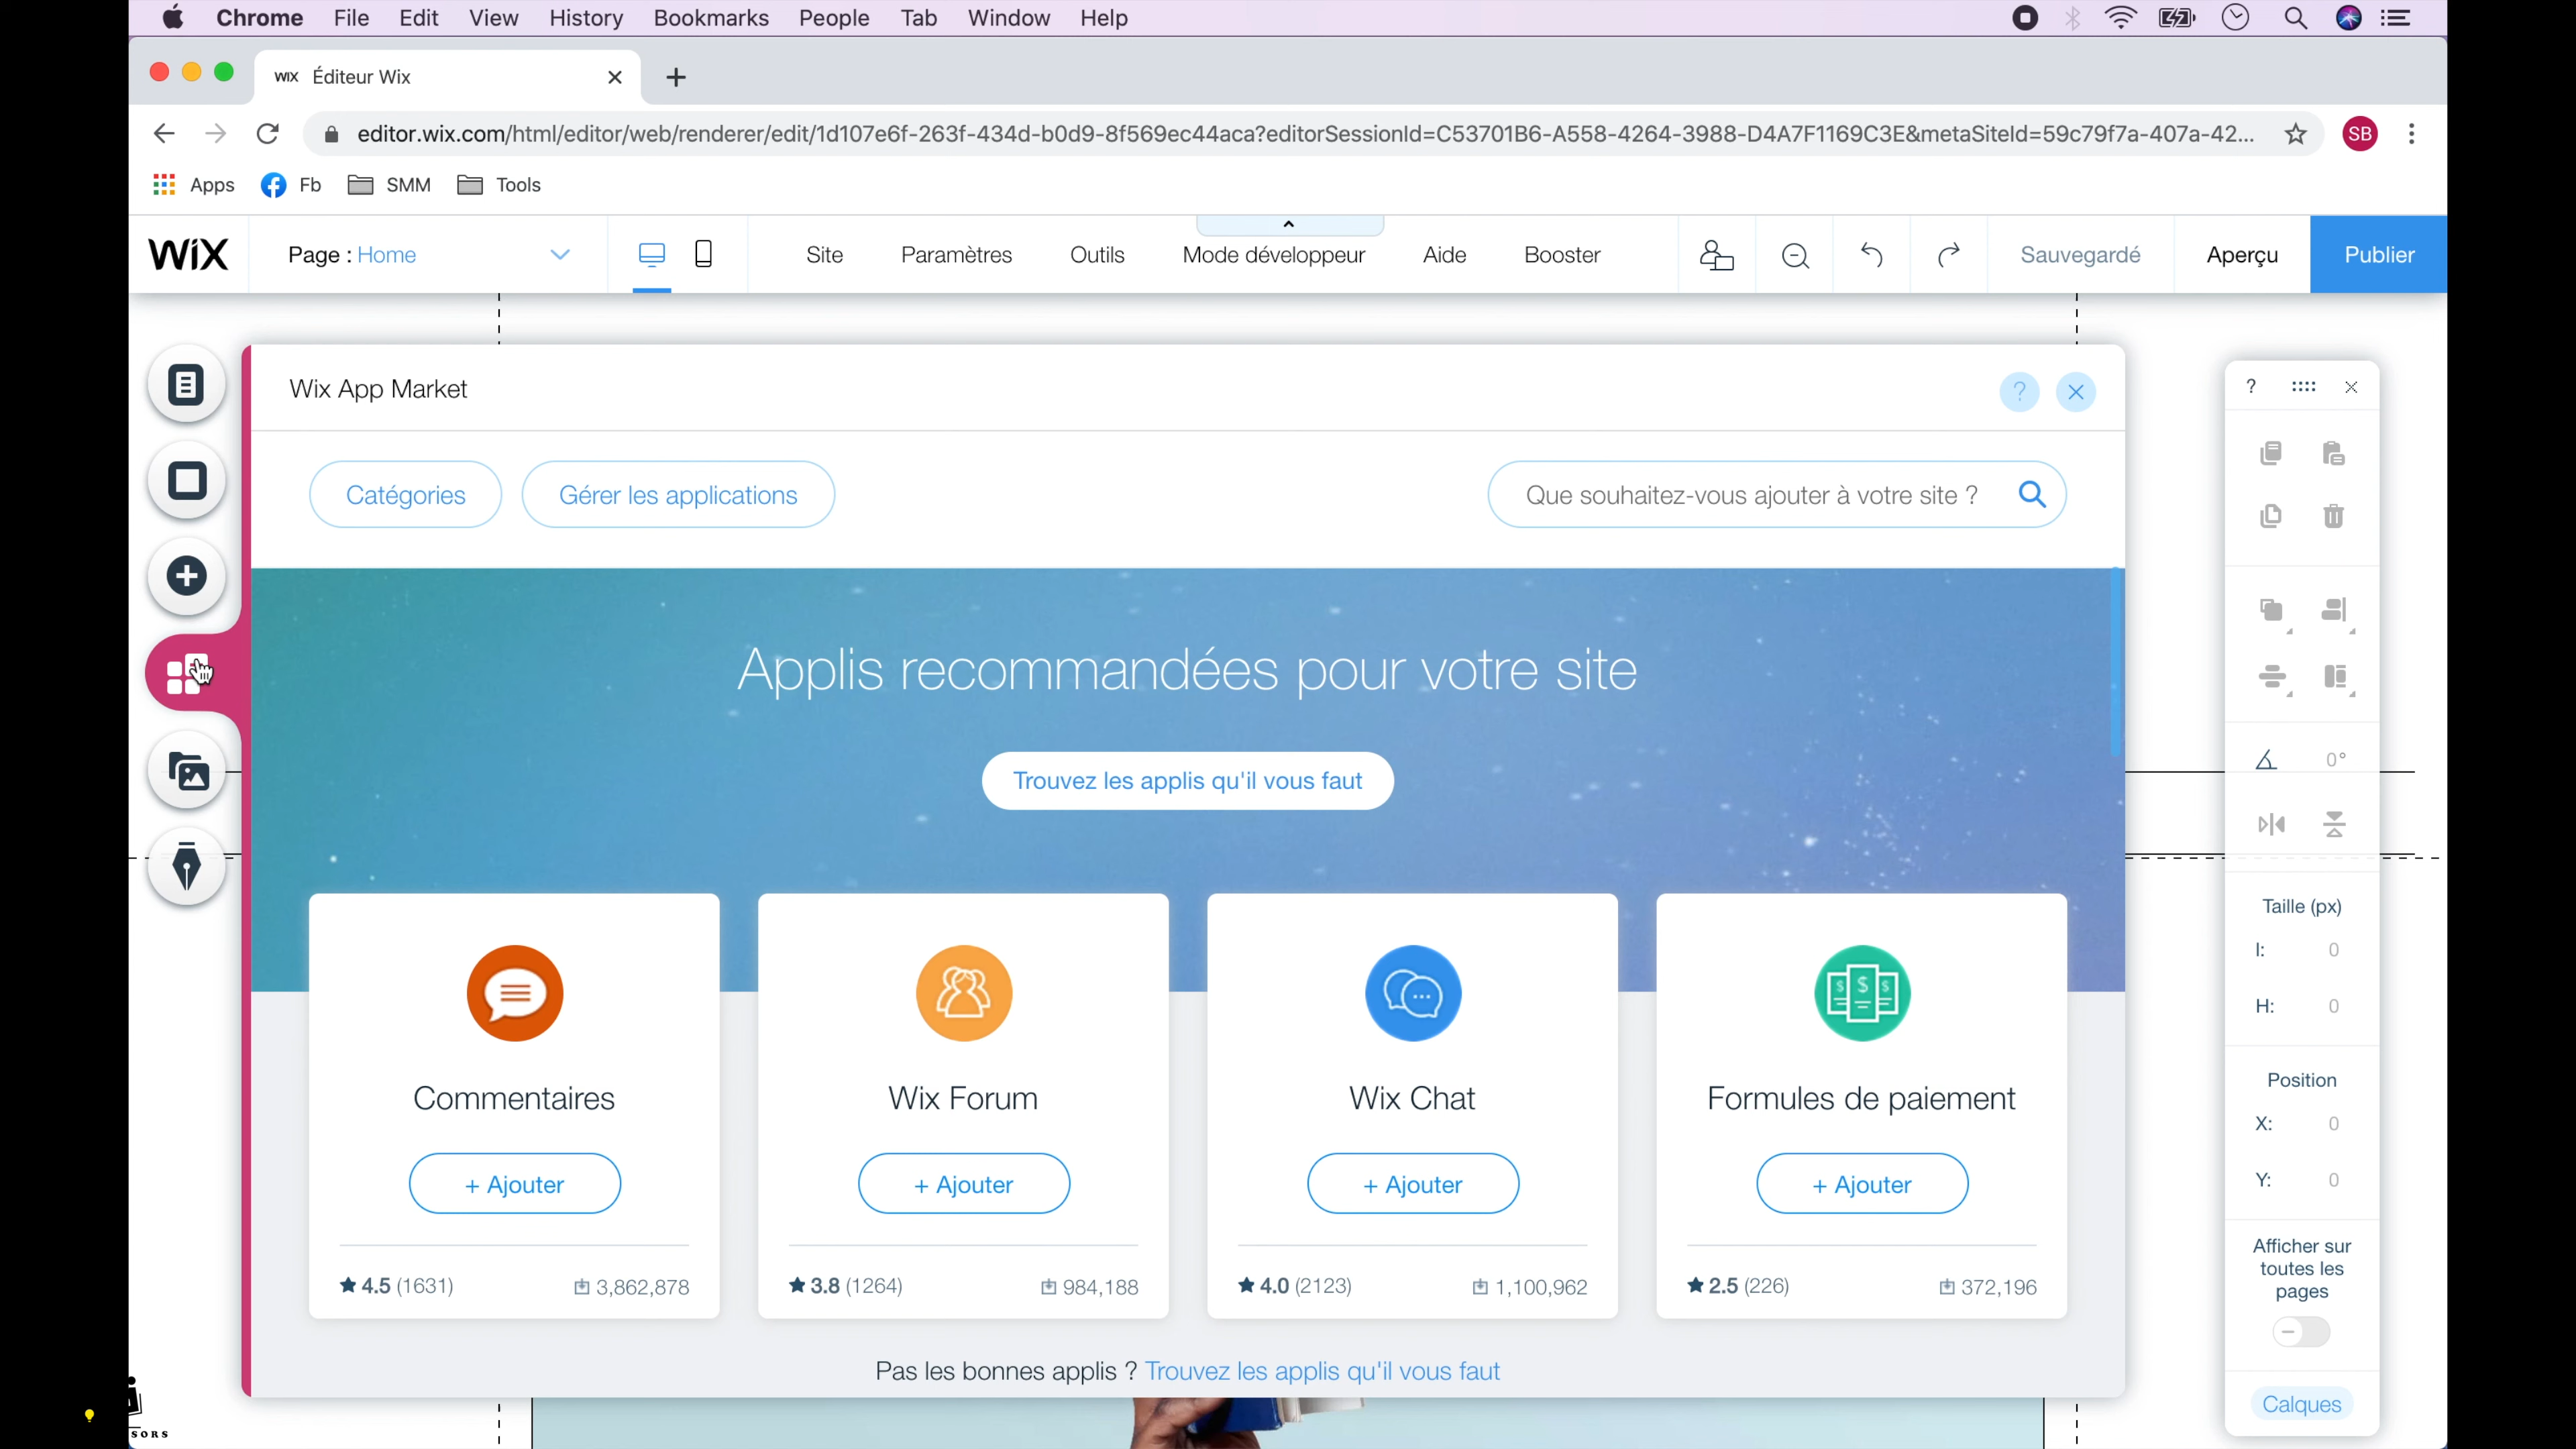 Chrome File Edit View History Bookmarks People Tab Window Help
WIX Éditeur Wix
editor.wix.com/html/editor/web/renderer/edit/1d107e6f-263f-434d-b0d9-8f569ec44aca?editorSessionId=C53701B6-A558-4264-3988-D4A7F1169C3E&metaSiteId=59c79f7a-407a-42... SB
Apps Fb SMM Tools
WiX Page : Home Site Paramètres Outils Mode développeur Aide Booster Sauvegardé Aperçu Publier
Wix App Market ?
Catégories Gérer les applications Que souhaitez-vous ajouter à votre site ?
Applis recommandées pour votre site
Trouvez les applis qu'il vous faut
Commentaires Wix Forum Wix Chat Formules de paiement
+ Ajouter + Ajouter + Ajouter + Ajouter
4.5 (1631) 3,862,878 3.8 (1264) 984,188 4.0 (2123) 1,100,962 2.5 (226) 372,196
Pas les bonnes applis ? Trouvez les applis qu'il vous faut
?
0°
Taille (px)
l: 0
H: 0
Position
X: 0
Y: 0
Afficher sur
toutes les
pages
Calques
SORS